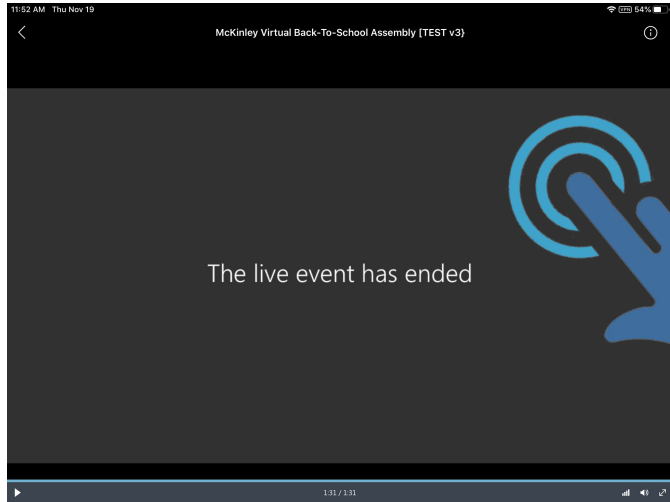 11:52 AM Thu Nov 19
VPN 54%
McKinley Virtual Back-To-School Assembly [TEST v3}
The live event has ended
1:31 / 1:31